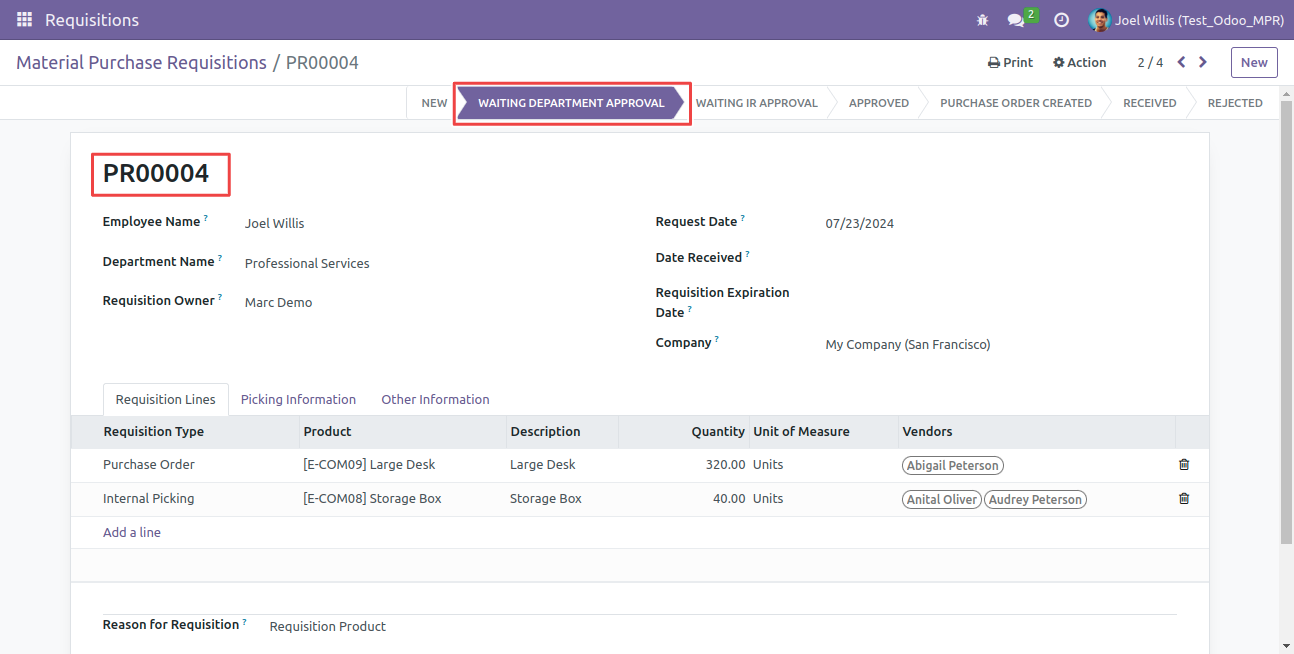 Requisitions
2
Joel Willis (Test_Odoo_MPR)
Material Purchase Requisitions / PR00004
Print
Action
2 / 4
New
NEW
WAITING DEPARTMENT APPROVAL
WAITING IR APPROVAL
APPROVED
PURCHASE ORDER CREATED
RECEIVED
REJECTED
PR00004
Employee Name ? Joel Willis
Department Name ? Professional Services
Requisition Owner ? Marc Demo
Request Date ? 07/23/2024
Date Received ?
Requisition Expiration
Date ?
Company ? My Company (San Francisco)
Requisition Lines Picking Information Other Information
Requisition Type Product Description Quantity Unit of Measure Vendors
Purchase Order [E-COM09] Large Desk Large Desk 320.00 Units Abigail Peterson
Internal Picking [E-COM08] Storage Box Storage Box 40.00 Units Anital Oliver Audrey Peterson
Add a line
Reason for Requisition ? Requisition Product